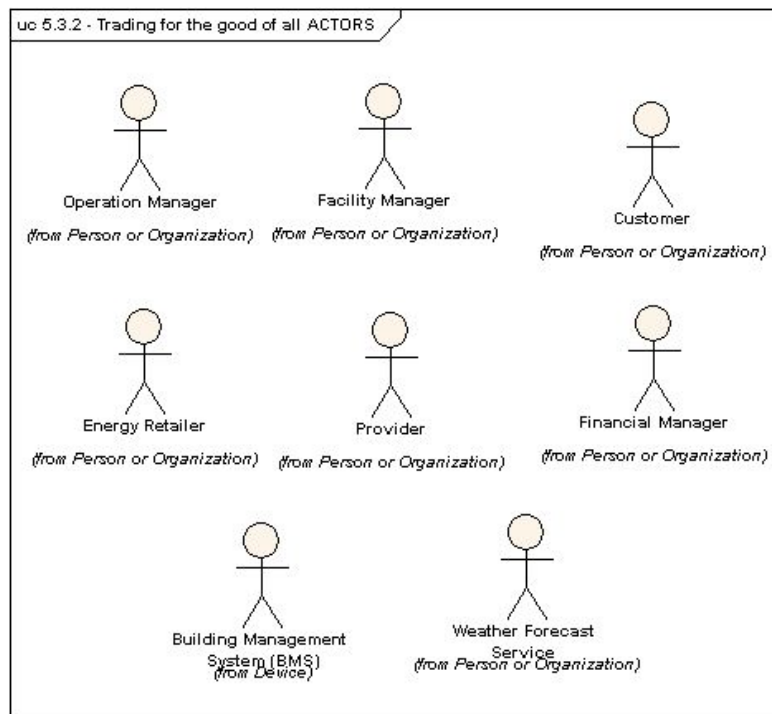 uc 5.3.2 - Trading for the good of all ACTORS
Operation Manager
(from Person or Organization)
Facility Manager
(from Person or Organization)
Customer
(from Person or Organization)
Energy Retailer
(from Person or Organization)
Provider
(from Person or Organization)
Financial Manager
(from Person or Organization)
Building Management
System (BMS)
(from Device)
Weather Forecast
Service
(from Person or Organization)